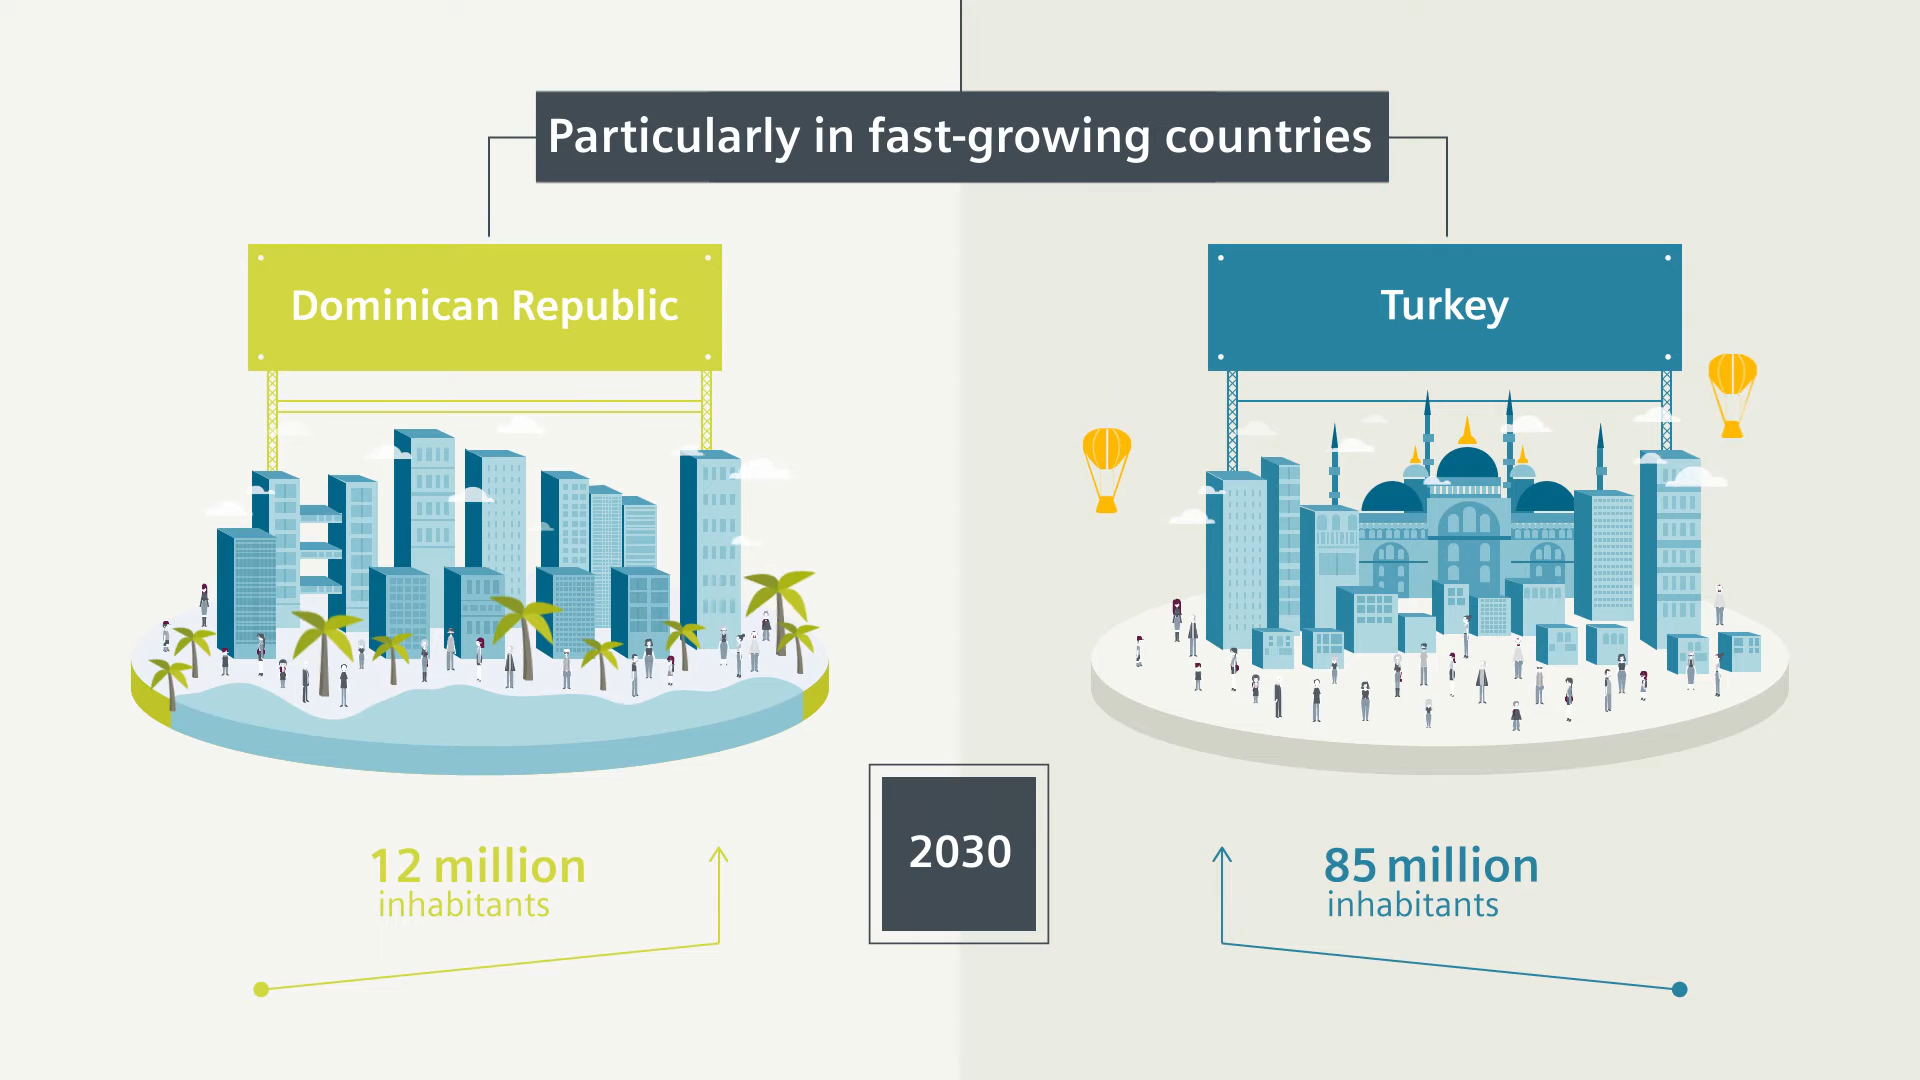 Particularly in fast-growing countries
Dominican Republic
Turkey
2030
12 million
inhabitants
85 million
inhabitants